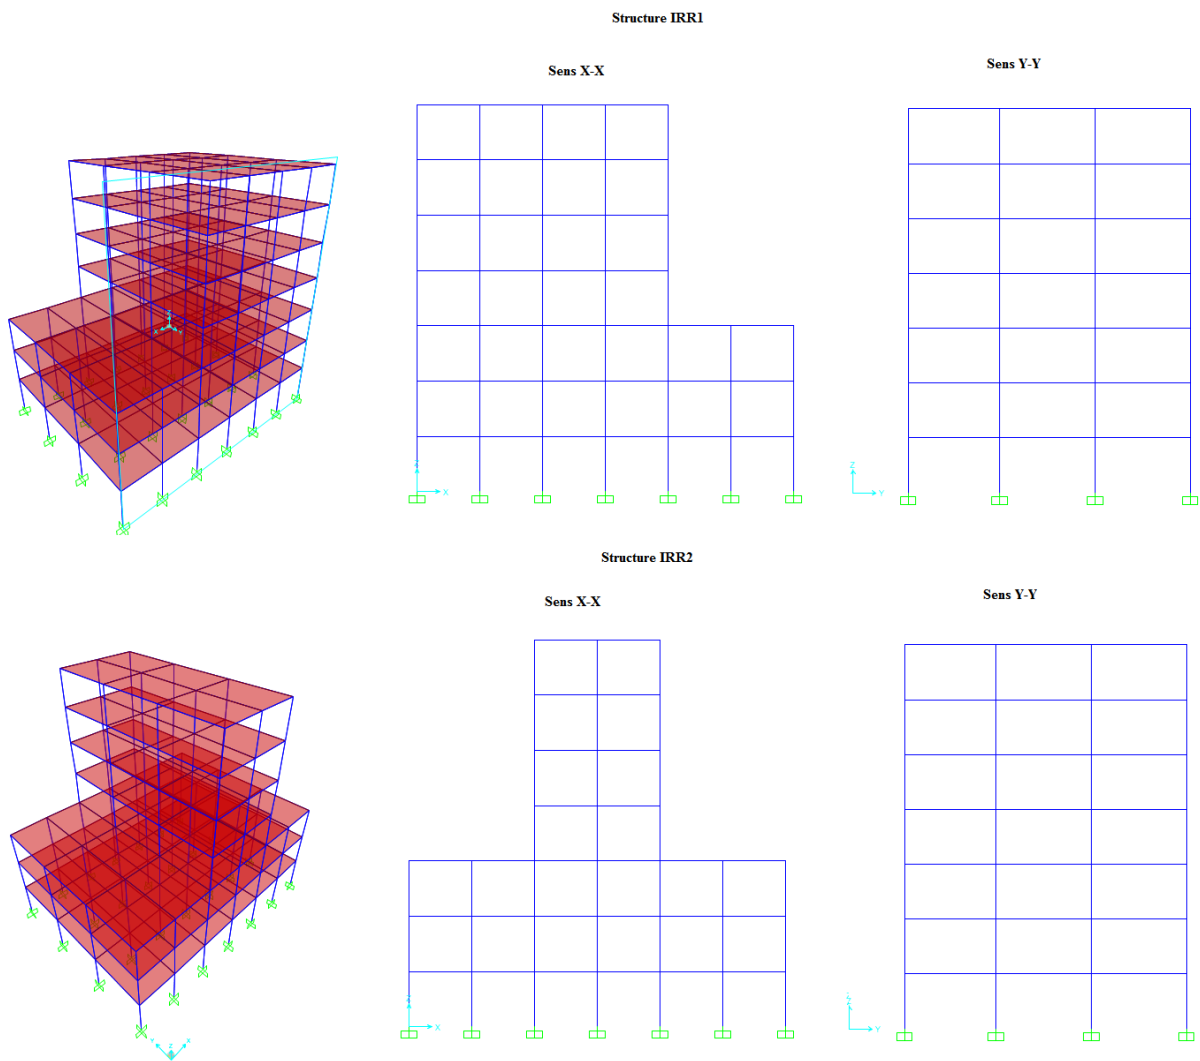 Structure IRR1
Sens X-X
Sens Y-Y
Z
X
Z
Y
Structure IRR2
Sens X-X
Sens Y-Y
X
Z
Y
Y
Z
X